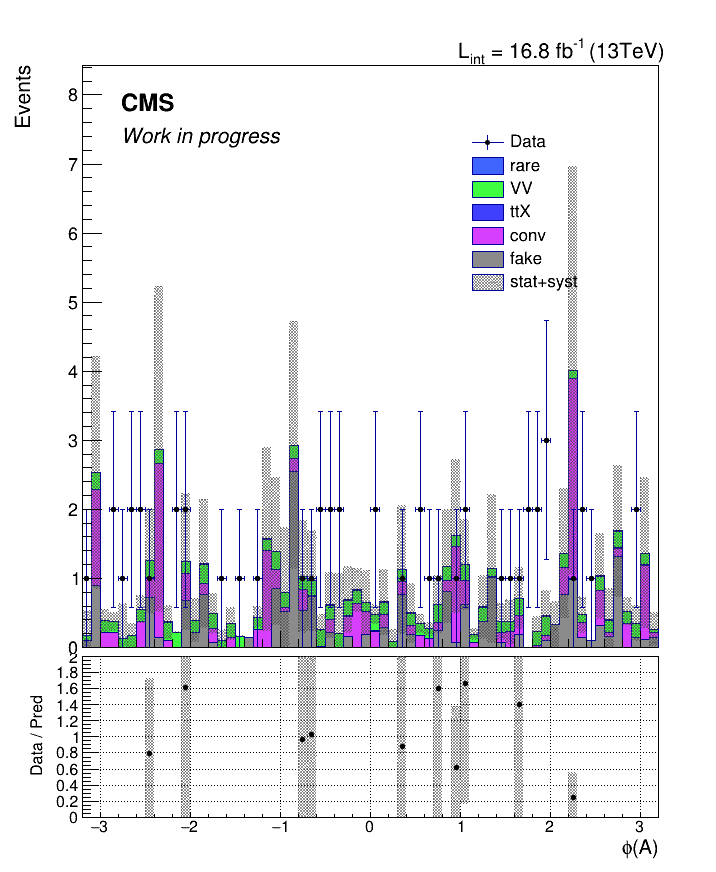 L_int = 16.8 fb^-1 (13TeV)
Events
CMS
Work in progress
Data
rare
VV
ttX
conv
fake
stat+syst
8
7
6
5
4
3
2
1
0
Data / Pred
2
1.8
1.6
1.4
1.2
1
0.8
0.6
0.4
0.2
0
−3 −2 −1 0 1 2 3
ϕ(A)